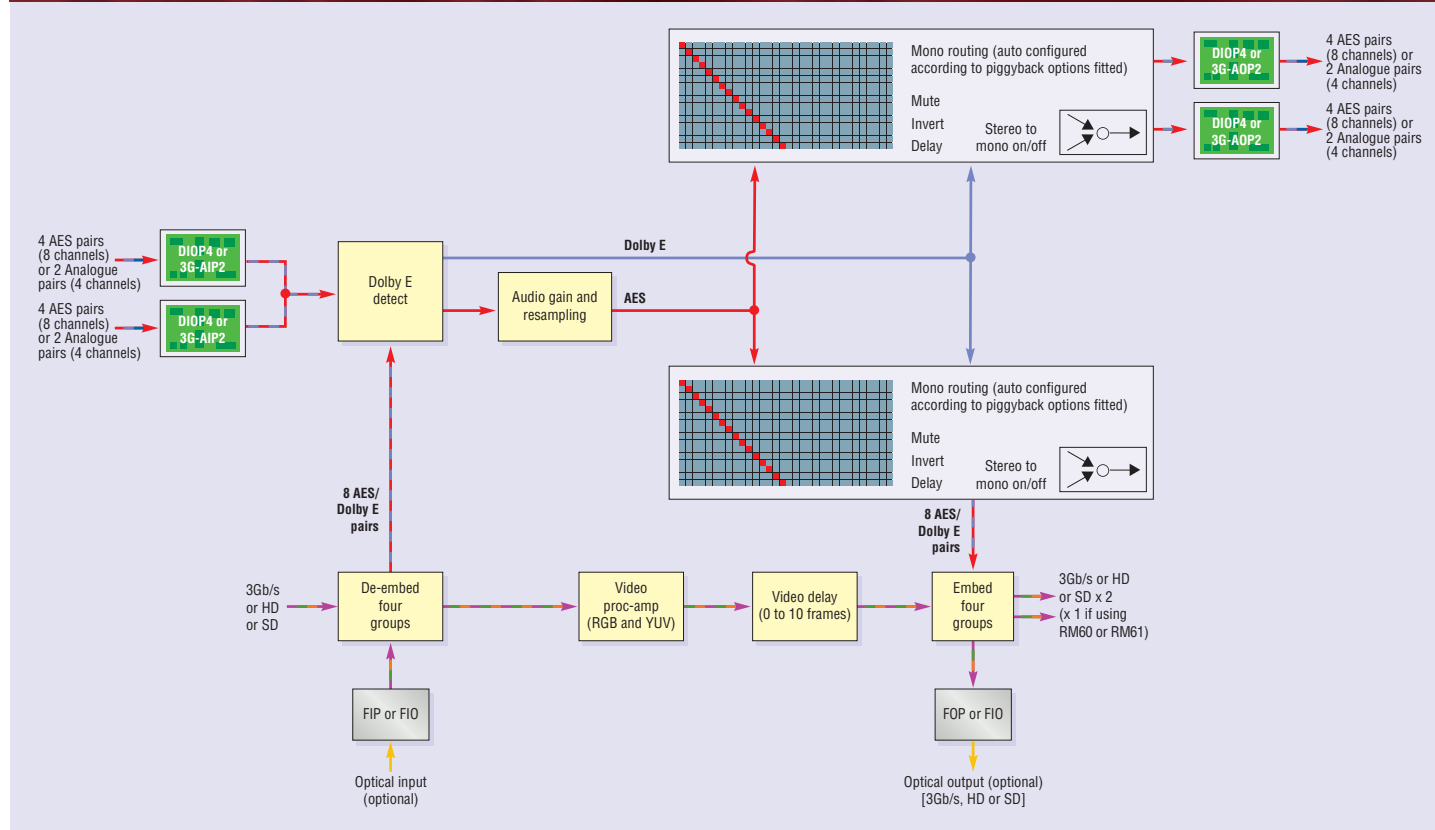 Mono routing (auto configured
according to piggyback options fitted)
Mute
Invert
Delay
Stereo to
mono on/off
DIOP4 or
3G-AOP2
4 AES pairs
(8 channels) or
2 Analogue pairs
(4 channels)
DIOP4 or
3G-AOP2
4 AES pairs
(8 channels) or
2 Analogue pairs
(4 channels)
4 AES pairs
(8 channels)
or 2 Analogue
pairs (4 channels)
DIOP4 or
3G-AIP2
4 AES pairs
(8 channels)
or 2 Analogue
pairs (4 channels)
DIOP4 or
3G-AIP2
Dolby E
detect
Dolby E
Audio gain and
resampling
AES
Mono routing (auto configured
according to piggyback options fitted)
Mute
Invert
Delay
Stereo to
mono on/off
8 AES/
Dolby E
pairs
8 AES/
Dolby E
pairs
3Gb/s
or HD
or SD
De-embed
four
groups
Video
proc-amp
(RGB and YUV)
Video delay
(0 to 10 frames)
Embed
four
groups
3Gb/s or HD
or SD x 2
(x 1 if using
RM60 or RM61)
FIP or FIO
FOP or FIO
Optical input
(optional)
Optical output (optional)
[3Gb/s, HD or SD]